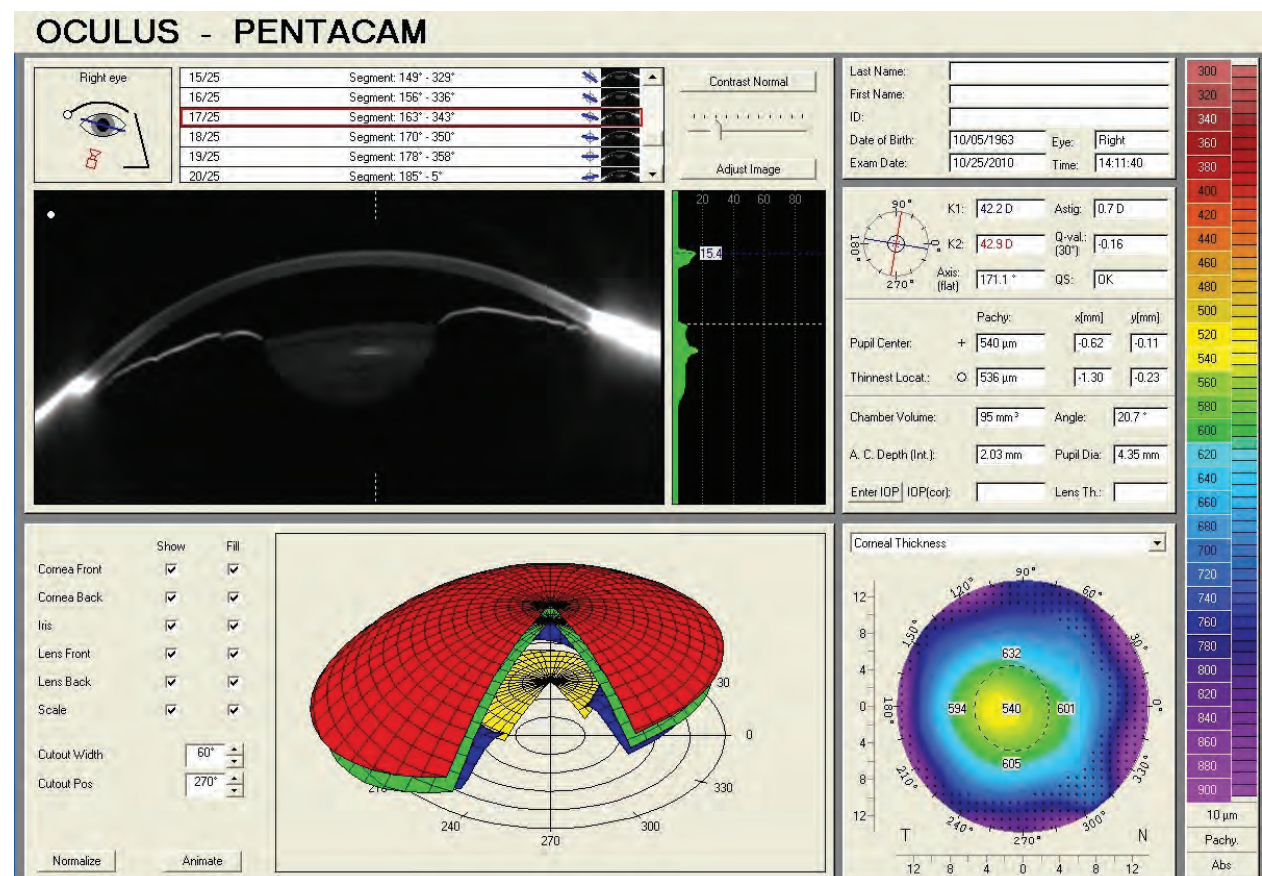 OCULUS - PENTACAM
Right eye
15/25 Segment: 149° - 329°
16/25 Segment: 156° - 336°
17/25 Segment: 163° - 343°
18/25 Segment: 170° - 350°
19/25 Segment: 178° - 358°
20/25 Segment: 185° - 5°
Contrast Normal
Adjust Image
20 40 60 80
15.4
Last Name:
First Name:
ID:
Date of Birth: 10/05/1963 Eye: Right
Exam Date: 10/25/2010 Time: 14:11:40
90°
180° 0°
270°
K1: 42.2 D Astig: 0.7 D
K2: 42.9 D Q-val.: (30°) -0.16
Axis: (flat) 171.1 ° QS: OK
Pachy: x[mm] y[mm]
Pupil Center: + 540 µm -0.62 -0.11
Thinnest Locat.: O 536 µm -1.30 -0.23
Chamber Volume: 95 mm³ Angle: 20.7 °
A. C. Depth (Int.): 2.03 mm Pupil Dia: 4.35 mm
Enter IOP IOP(cor): Lens Th.:
Show Fill
Cornea Front
Cornea Back
Iris
Lens Front
Lens Back
Scale
Cutout Width 60°
Cutout Pos 270°
Normalize Animate
30
0
330
300
270
240
210
Corneal Thickness
90°
120° 60°
150° 30°
180° 0°
210° 330°
240° 300°
270°
12
8
4
0
4
8
12
632
594 540 601
605
T N
12 8 4 0 4 8 12
300
320
340
360
380
400
420
440
460
480
500
520
540
560
580
600
620
640
660
680
700
720
740
760
780
800
820
840
860
880
900
10 µm
Pachy.
Abs